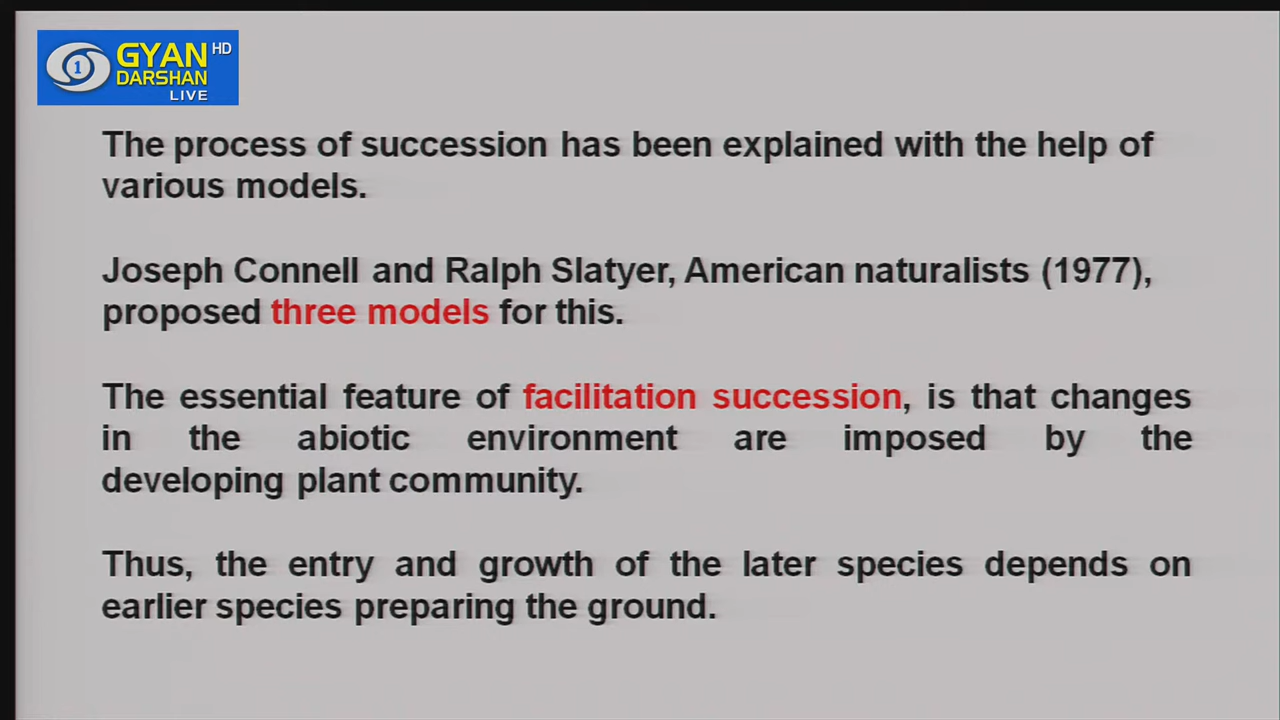 GYAN HD
DARSHAN
LIVE
1
The process of succession has been explained with the help of
various models.
Joseph Connell and Ralph Slatyer, American naturalists (1977),
proposed three models for this.
The essential feature of facilitation succession, is that changes
in the abiotic environment are imposed by the
developing plant community.
Thus, the entry and growth of the later species depends on
earlier species preparing the ground.